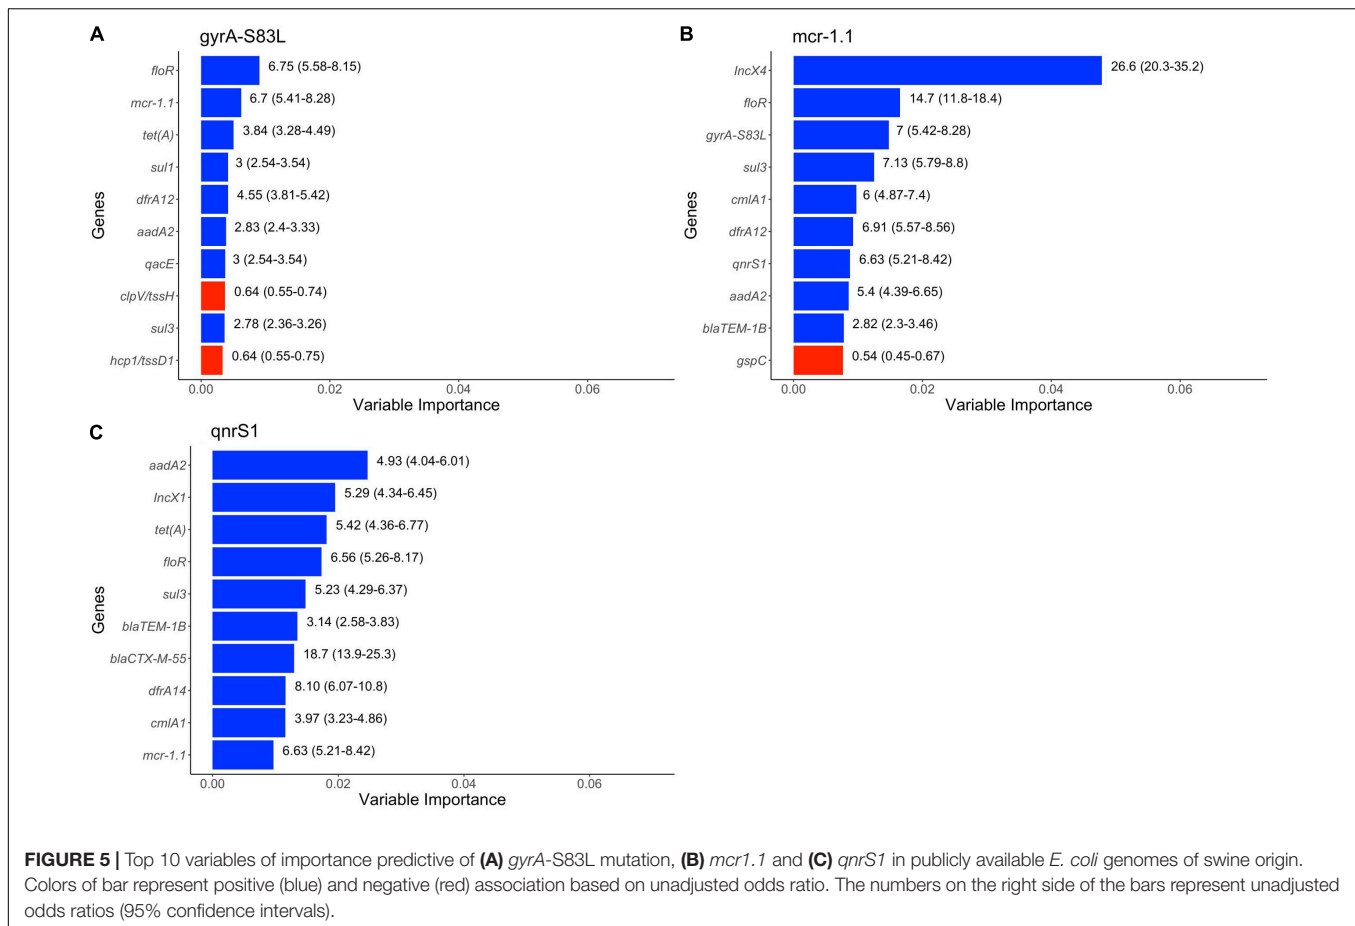 A
gyrA-S83L
floR
6.75 (5.58-8.15)
mcr-1.1
6.7 (5.41-8.28)
tet(A)
3.84 (3.28-4.49)
sul1
3 (2.54-3.54)
dfrA12
4.55 (3.81-5.42)
aadA2
2.83 (2.4-3.33)
qacE
3 (2.54-3.54)
clpV/tssH
0.64 (0.55-0.74)
sul3
2.78 (2.36-3.26)
hcp1/tssD1
0.64 (0.55-0.75)
Genes
0.00 0.02 0.04 0.06
Variable Importance
B
mcr-1.1
IncX4
26.6 (20.3-35.2)
floR
14.7 (11.8-18.4)
gyrA-S83L
7 (5.42-8.28)
sul3
7.13 (5.79-8.8)
cmlA1
6 (4.87-7.4)
dfrA12
6.91 (5.57-8.56)
qnrS1
6.63 (5.21-8.42)
aadA2
5.4 (4.39-6.65)
blaTEM-1B
2.82 (2.3-3.46)
gspC
0.54 (0.45-0.67)
Genes
0.00 0.02 0.04 0.06
Variable Importance
C
qnrS1
aadA2
4.93 (4.04-6.01)
IncX1
5.29 (4.34-6.45)
tet(A)
5.42 (4.36-6.77)
floR
6.56 (5.26-8.17)
sul3
5.23 (4.29-6.37)
blaTEM-1B
3.14 (2.58-3.83)
blaCTX-M-55
18.7 (13.9-25.3)
dfrA14
8.10 (6.07-10.8)
cmlA1
3.97 (3.23-4.86)
mcr-1.1
6.63 (5.21-8.42)
Genes
0.00 0.02 0.04 0.06
Variable Importance
FIGURE 5 | Top 10 variables of importance predictive of (A) gyrA-S83L mutation, (B) mcr1.1 and (C) qnrS1 in publicly available E. coli genomes of swine origin.
Colors of bar represent positive (blue) and negative (red) association based on unadjusted odds ratio. The numbers on the right side of the bars represent unadjusted
odds ratios (95% confidence intervals).